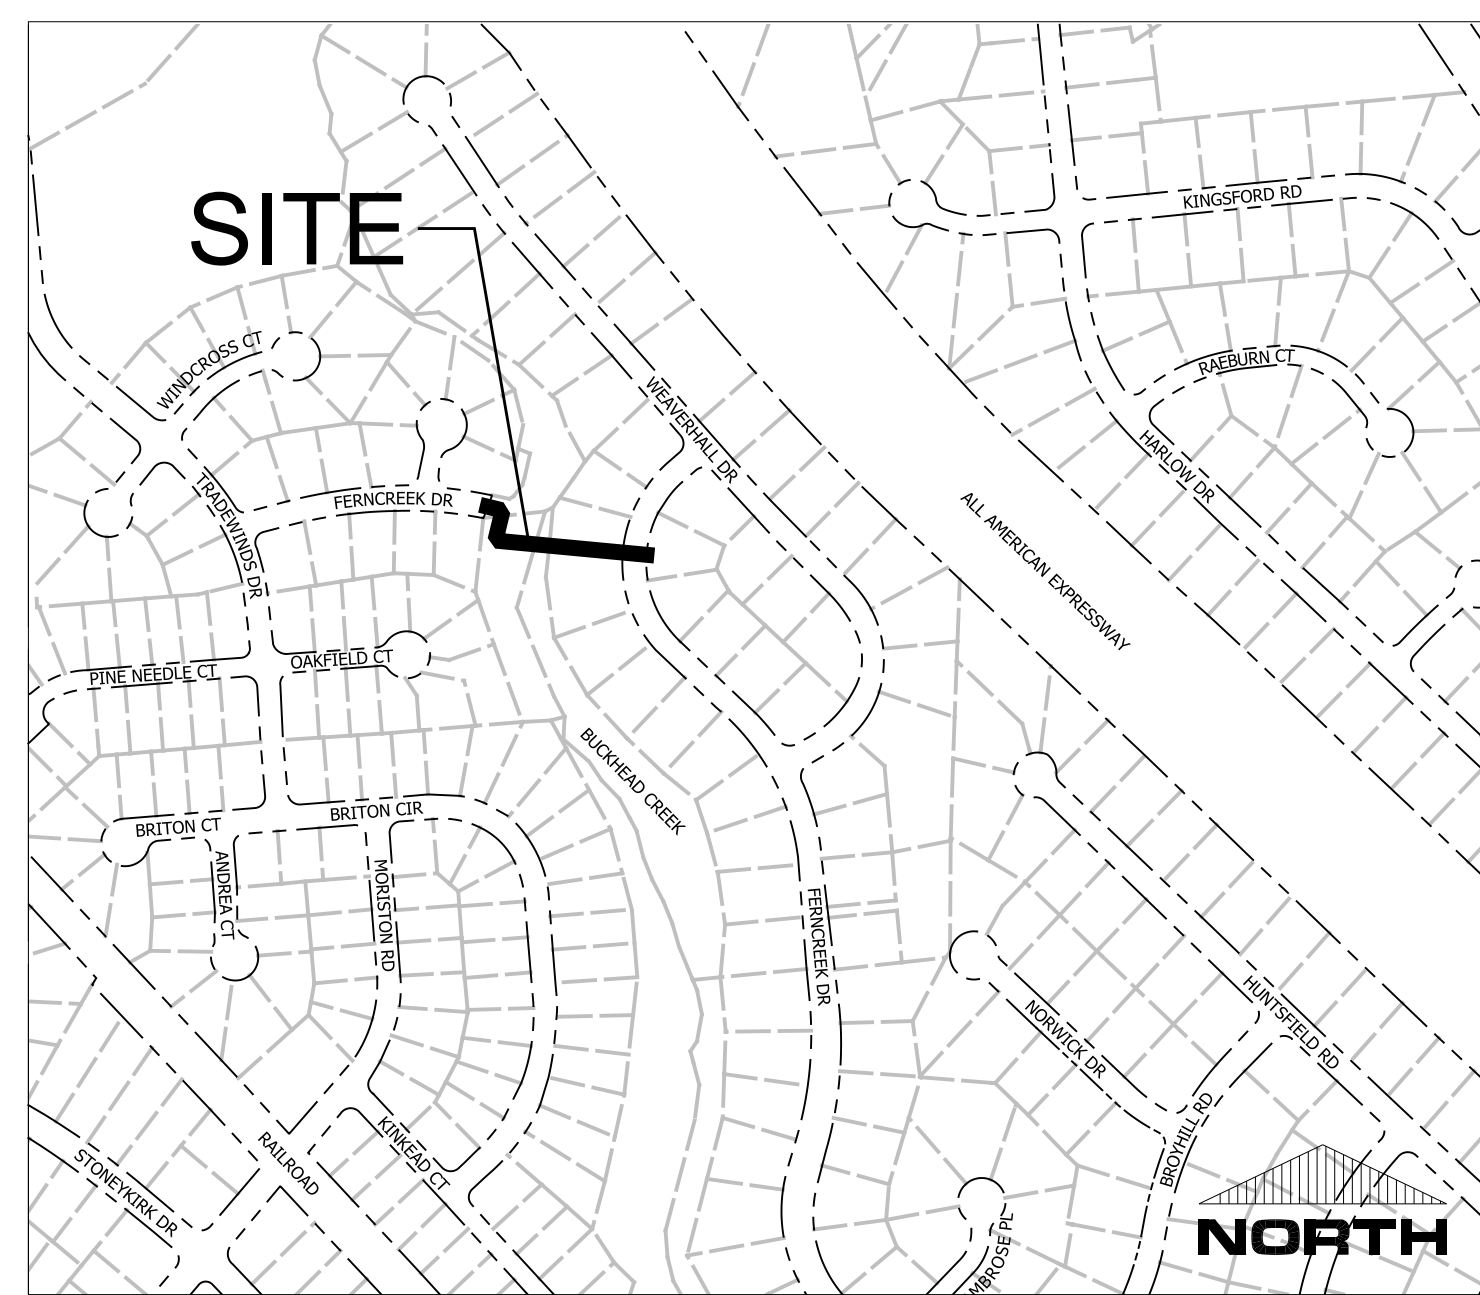 KINGSFORD RD
SITE
WINDCROSS CT
RAEBURN CT
WEAVERHALL DR
HARLOW DR
TRADEWINDS DR
FERNCREEK DR
ALL AMERICAN EXPRESSWAY
OAKFIELD CT
PINE NEEDLE CT
BUCKHEAD CREEK
BRITON CIR
BRITON CT
ANDREA CT
MORISTON RD
FERNCREEK DR
HUNTSFIELD RD
NORWICK DR
BROYHILL RD
KINKEAD CT
RAILROAD
STONEYKIRK DR
MBROSE PL
NORTH